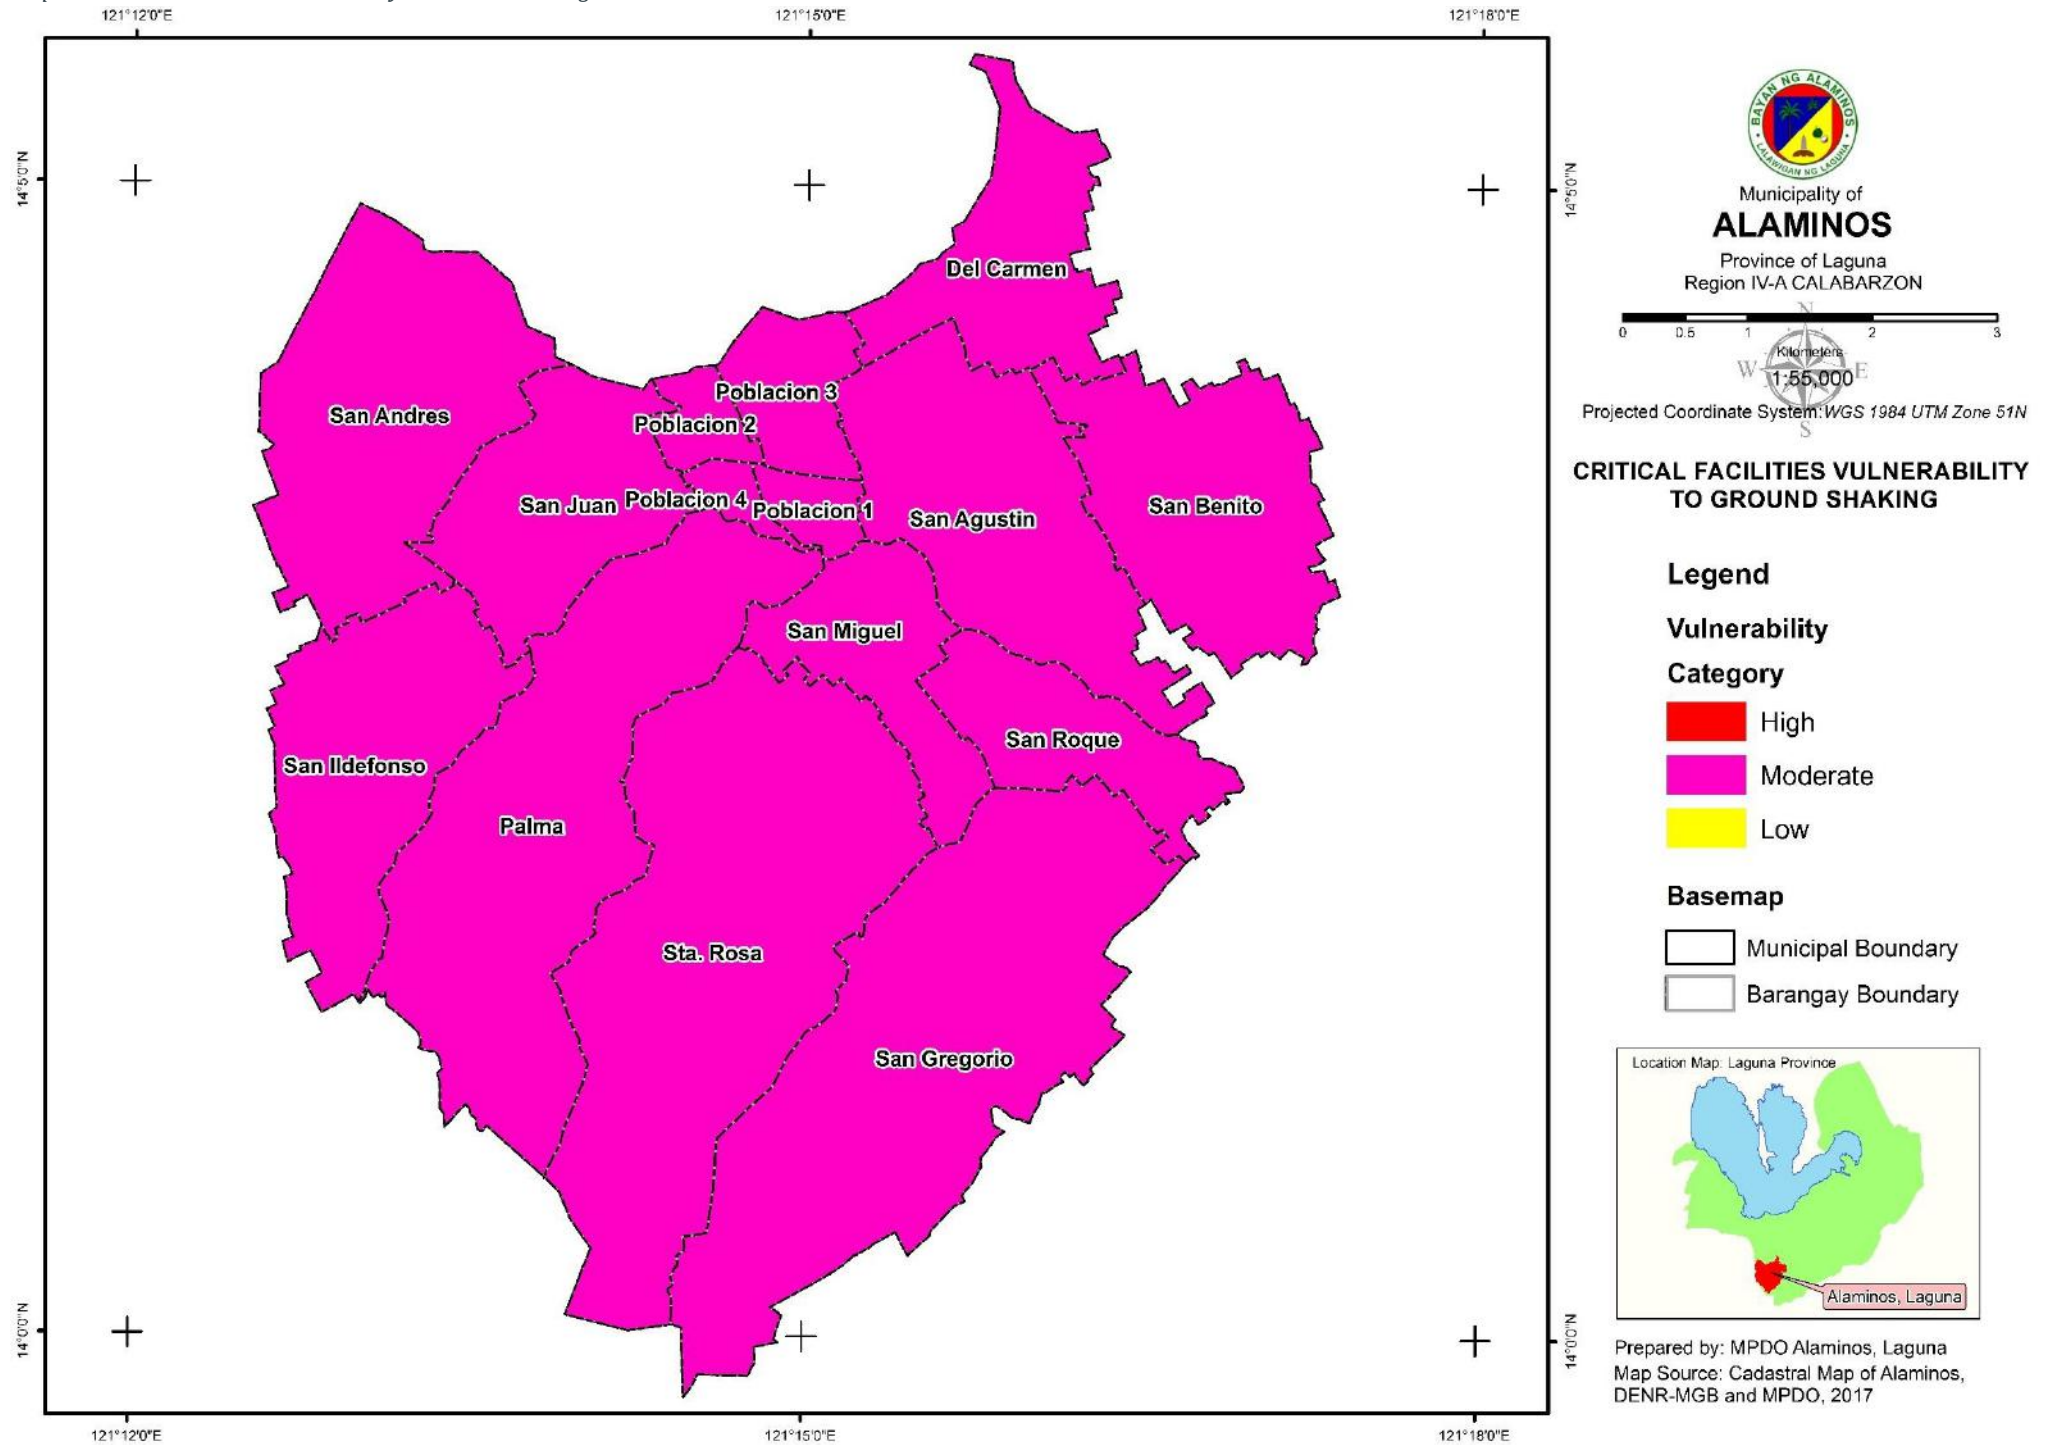 121°12'0"E
121°15'0"E
121°18'0"E
14°5'0"N
14°5'0"N
Del Carmen
San Andres
Poblacion 3
Poblacion 2
San Juan
Poblacion 4
Poblacion 1
San Agustin
San Benito
San Miguel
San Roque
San Ildefonso
Palma
Sta. Rosa
San Gregorio
14°0'0"N
14°0'0"N
121°12'0"E
121°15'0"E
121°18'0"E
BAYAN NG ALAMINOS
LALAWIGAN NG LAGUNA
Municipality of
ALAMINOS
Province of Laguna
Region IV-A CALABARZON
N
0 0.5 1 2 3
Kilometers
W E
1:55,000
Projected Coordinate System: WGS 1984 UTM Zone 51N
S
CRITICAL FACILITIES VULNERABILITY
TO GROUND SHAKING
Legend
Vulnerability
Category
High
Moderate
Low
Basemap
Municipal Boundary
Barangay Boundary
Location Map: Laguna Province
Alaminos, Laguna
Prepared by: MPDO Alaminos, Laguna
Map Source: Cadastral Map of Alaminos,
DENR-MGB and MPDO, 2017